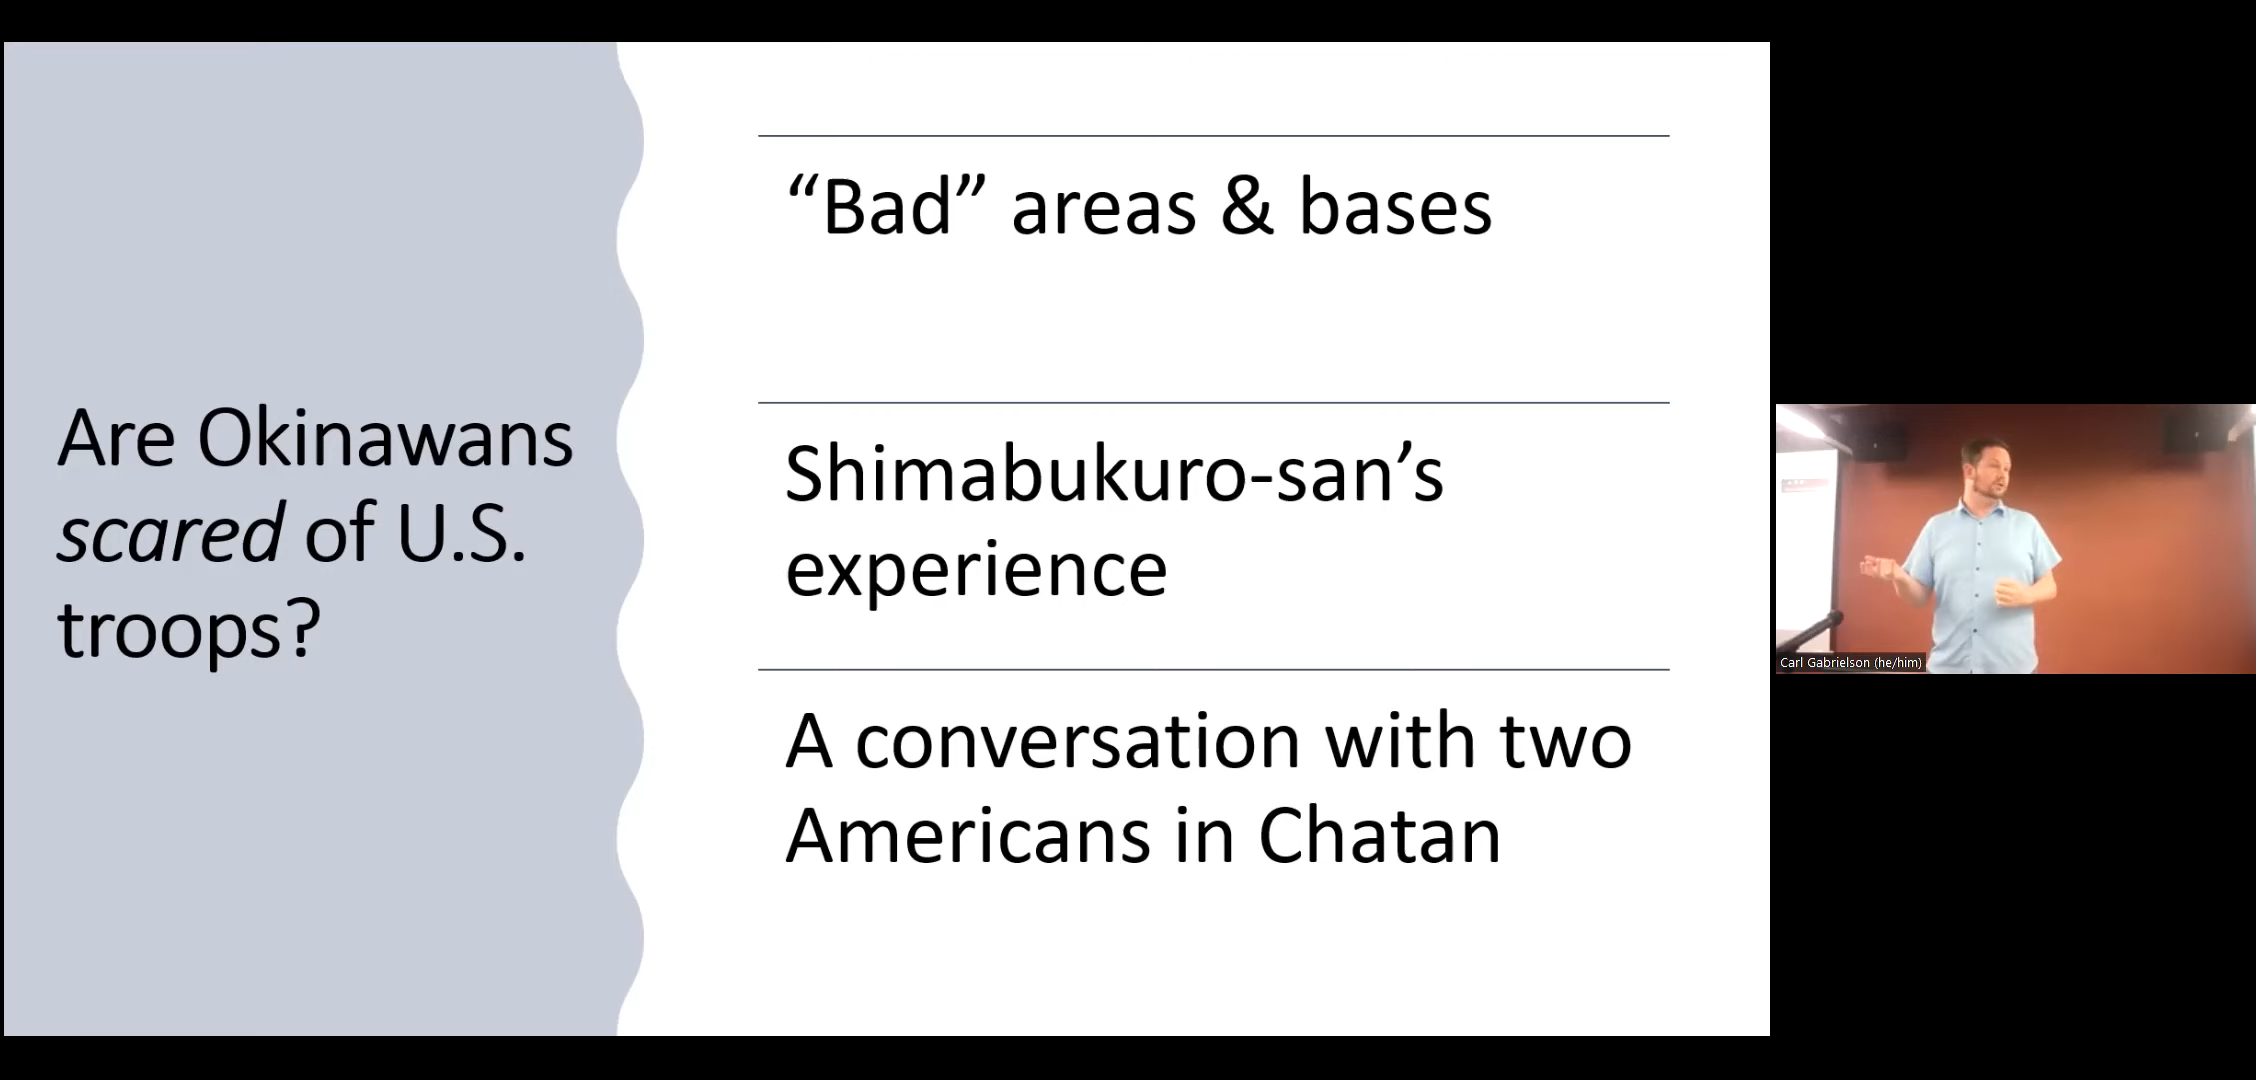 Are Okinawans
scared of U.S.
troops?
“Bad” areas & bases
Shimabukuro-san’s
experience
A conversation with two
Americans in Chatan
Carl Gabrielson (he/him)